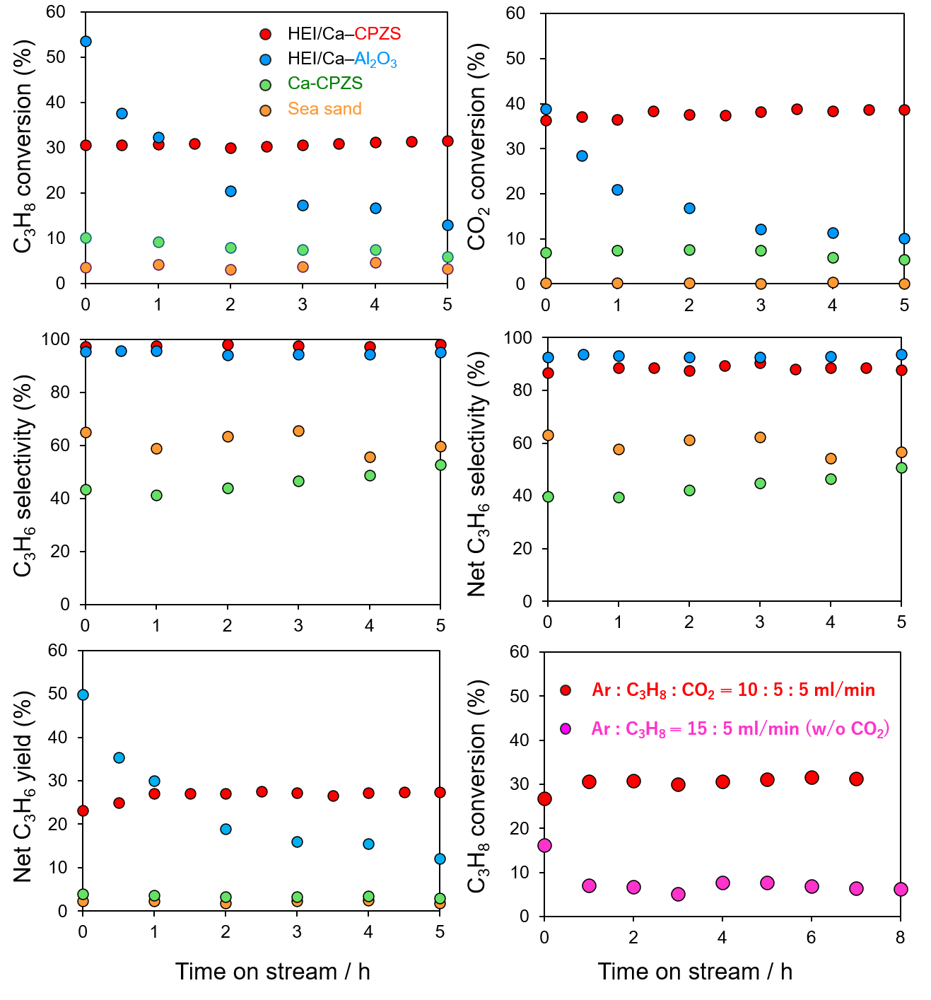 C₃H₈ conversion (%)
60
50
40
30
20
10
0
0 1 2 3 4 5
HEI/Ca–CPZS
HEI/Ca–Al₂O₃
Ca-CPZS
Sea sand
CO₂ conversion (%)
60
50
40
30
20
10
0
0 1 2 3 4 5
C₃H₆ selectivity (%)
100
80
60
40
20
0
0 1 2 3 4 5
Net C₃H₆ selectivity (%)
100
80
60
40
20
0
0 1 2 3 4 5
Net C₃H₆ yield (%)
60
50
40
30
20
10
0
0 1 2 3 4 5
Time on stream / h
C₃H₈ conversion (%)
60
50
40
30
20
10
0
0 2 4 6 8
Ar : C₃H₈ : CO₂ = 10 : 5 : 5 ml/min
Ar : C₃H₈ = 15 : 5 ml/min (w/o CO₂)
Time on stream / h